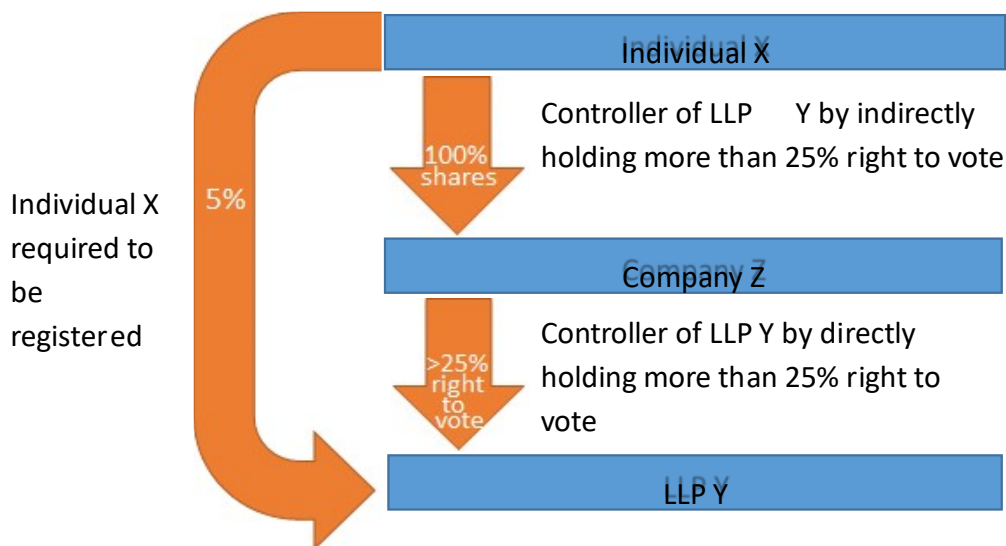 Individual X
Controller of LLP Y by indirectly
holding more than 25% right to vote
100%
shares
5%
Individual X
required to
be
registered
Company Z
Controller of LLP Y by directly
holding more than 25% right to
vote
>25%
right
to
vote
LLP Y